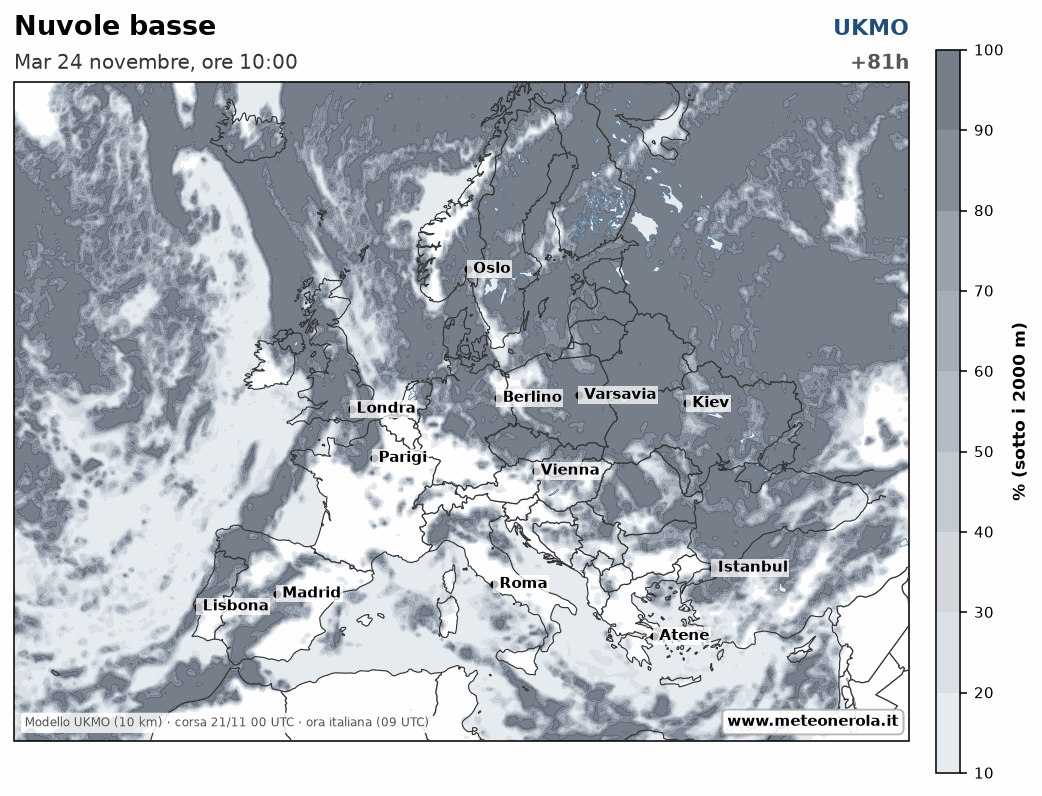 Nuvole basse
UKMO
Mar 24 novembre, ore 10:00
+81h
Oslo
Londra
Berlino
Varsavia
Kiev
Parigi
Vienna
Istanbul
Roma
Madrid
Lisbona
Atene
Modello UKMO (10 km) · corsa 21/11 00 UTC · ora italiana (09 UTC)
www.meteonerola.it
100
90
80
70
60
50
40
30
20
10
% (sotto i 2000 m)